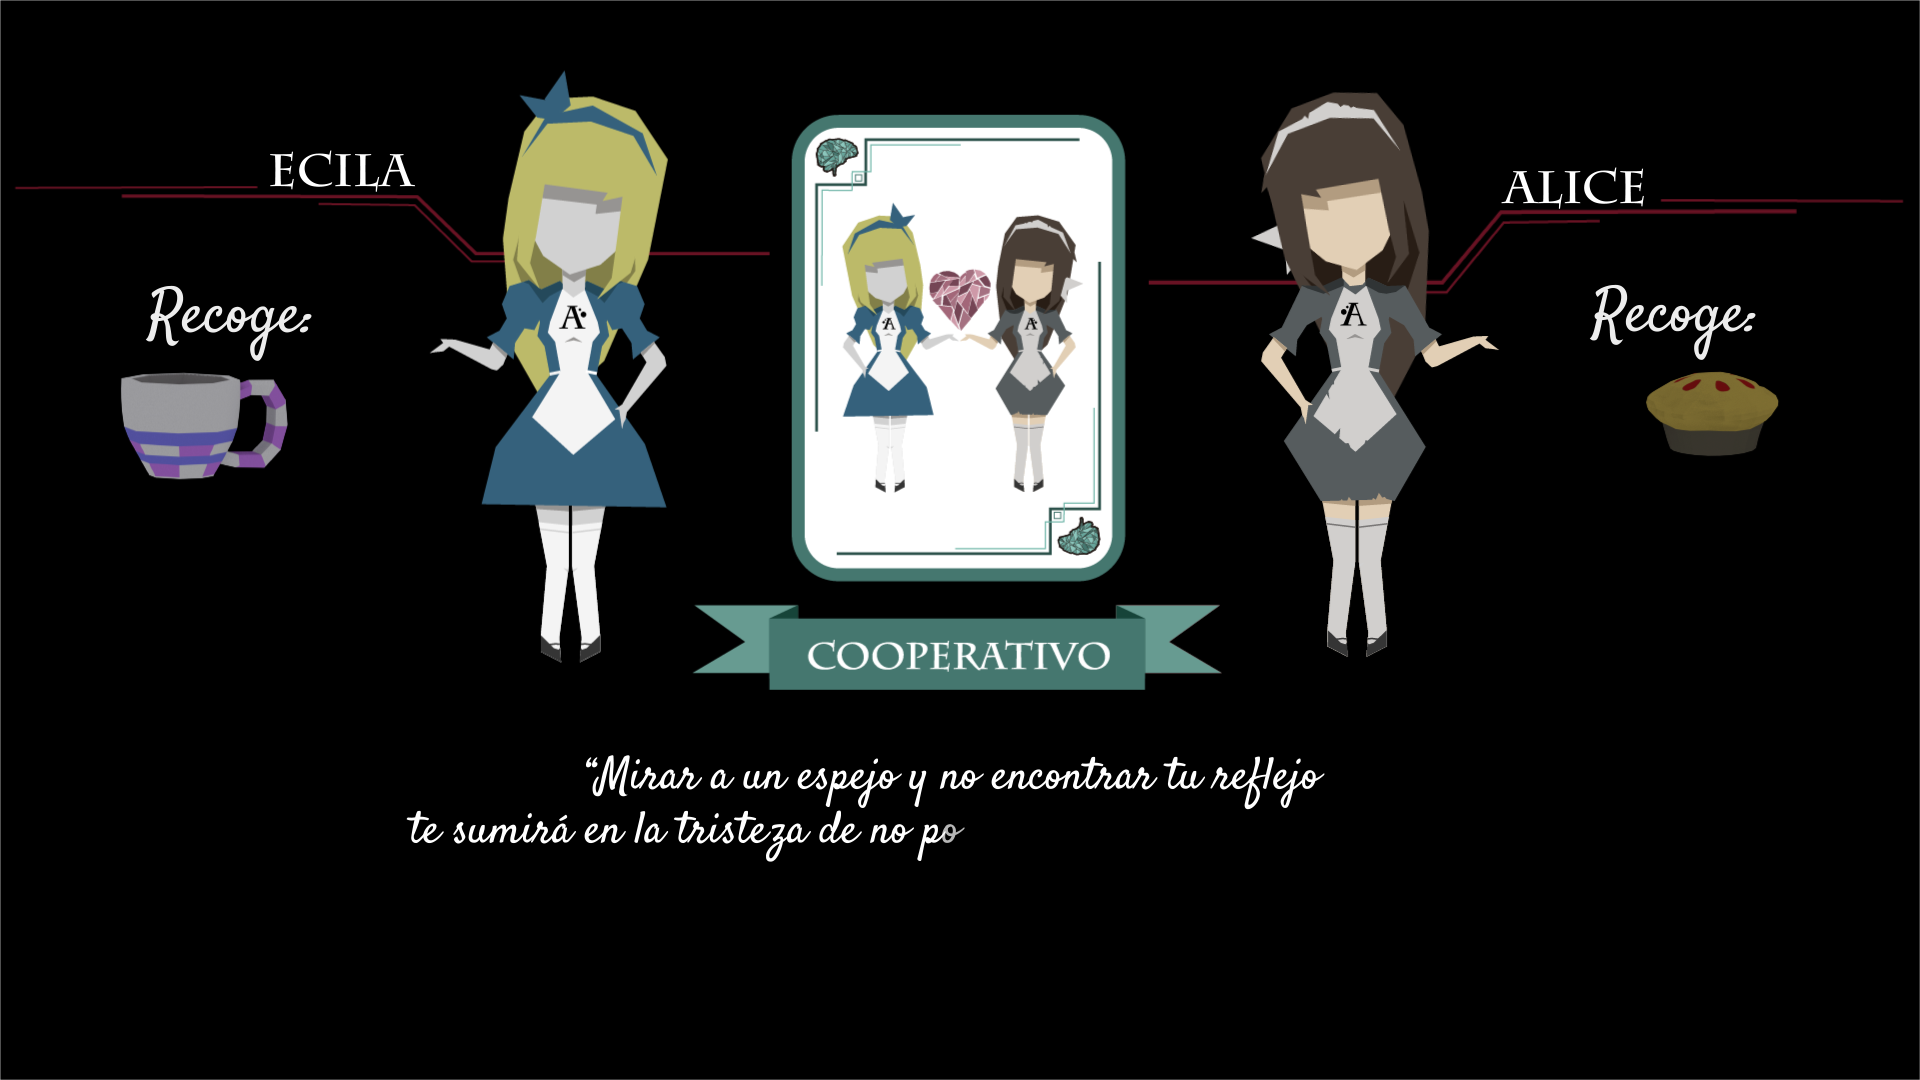 ECILA
ALICE
Recoge:
Recoge:
A
A
A
A
COOPERATIVO
“Mirar a un espejo y no encontrar tu reflejo
te sumirá en la tristeza de no po